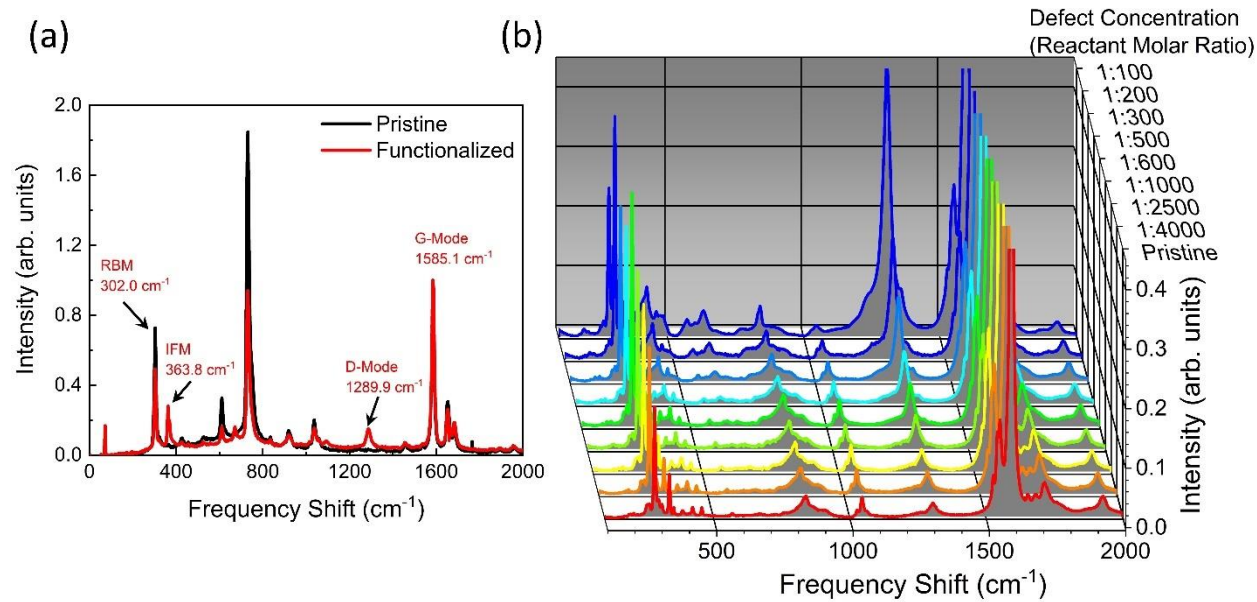 (a)
2.0
1.6
1.2
0.8
0.4
0.0
Intensity (arb. units)
Pristine
Functionalized
RBM
302.0 cm⁻¹
IFM
363.8 cm⁻¹
D-Mode
1289.9 cm⁻¹
G-Mode
1585.1 cm⁻¹
0
400
800
1200
1600
2000
Frequency Shift (cm⁻¹)
(b)
Defect Concentration
(Reactant Molar Ratio)
1:100
1:200
1:300
1:500
1:600
1:1000
1:2500
1:4000
Pristine
0.4
0.3
0.2
0.1
0.0
Intensity (arb. units)
500
1000
1500
2000
Frequency Shift (cm⁻¹)